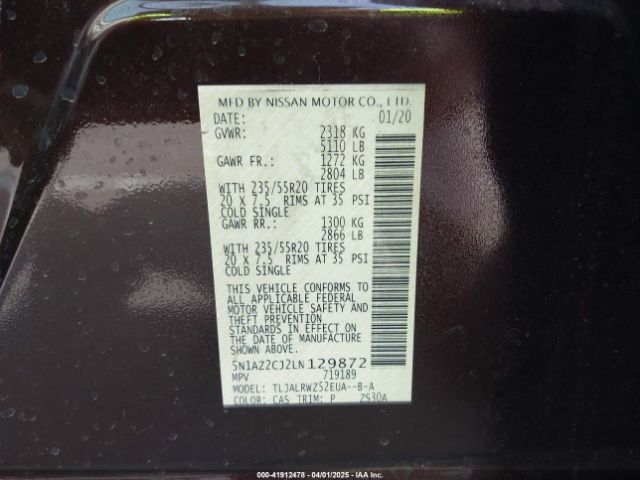 MFD BY NISSAN MOTOR CO., LTD.
DATE: 01/20
GVWR: 2318 KG
5110 LB
GAWR FR.: 1272 KG
2804 LB
WITH 235/55R20 TIRES
20 X 7.5 RIMS AT 35 PSI
COLD SINGLE
GAWR RR.: 1300 KG
2866 LB
WITH 235/55R20 TIRES
20 X 7.5 RIMS AT 35 PSI
COLD SINGLE
THIS VEHICLE CONFORMS TO
ALL APPLICABLE FEDERAL
MOTOR VEHICLE SAFETY AND
THEFT PREVENTION
STANDARDS IN EFFECT ON
THE DATE OF MANUFACTURE
SHOWN ABOVE.
5N1AZ2CJ2LN129872
MPV 719189
MODEL: TLJALRWZ52EUA--B-A
COLOR: CAS TRIM: P ZS30A
000-41912478 - 04/01/2025 - IAA Inc.